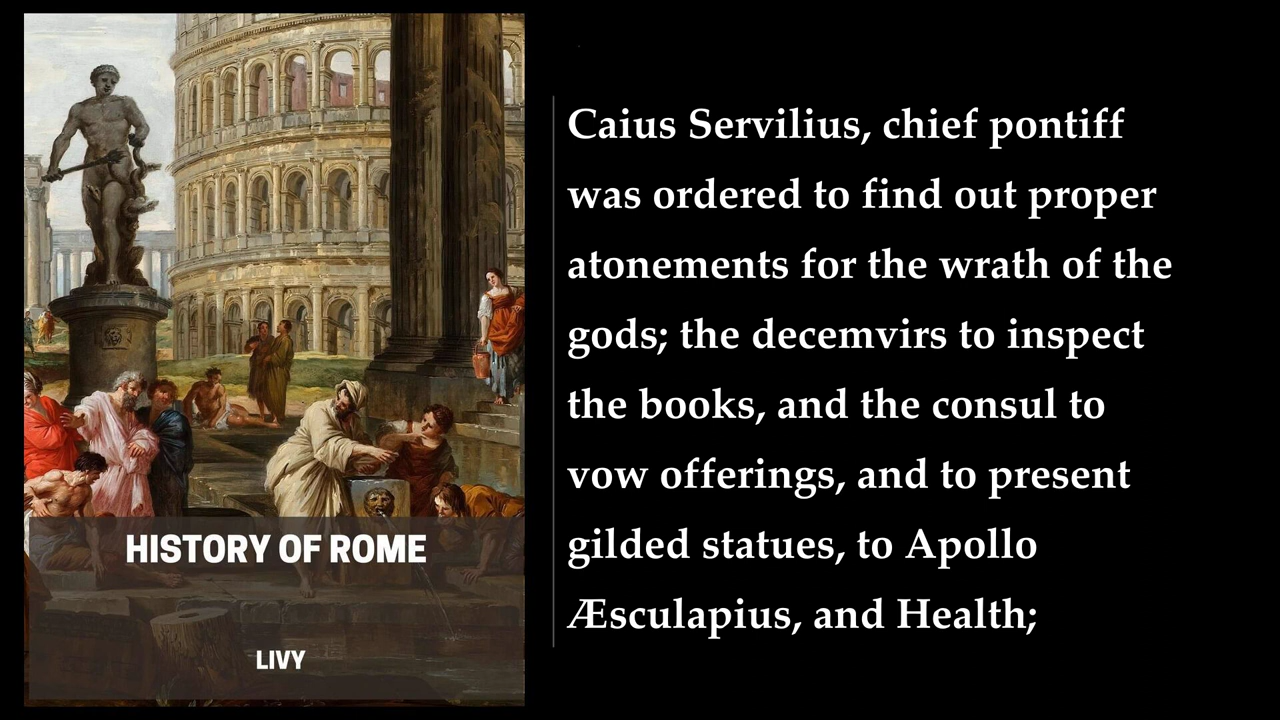 HISTORY OF ROME
LIVY
Caius Servilius, chief pontiff
was ordered to find out proper
atonements for the wrath of the
gods; the decemvirs to inspect
the books, and the consul to
vow offerings, and to present
gilded statues, to Apollo
Æsculapius, and Health;